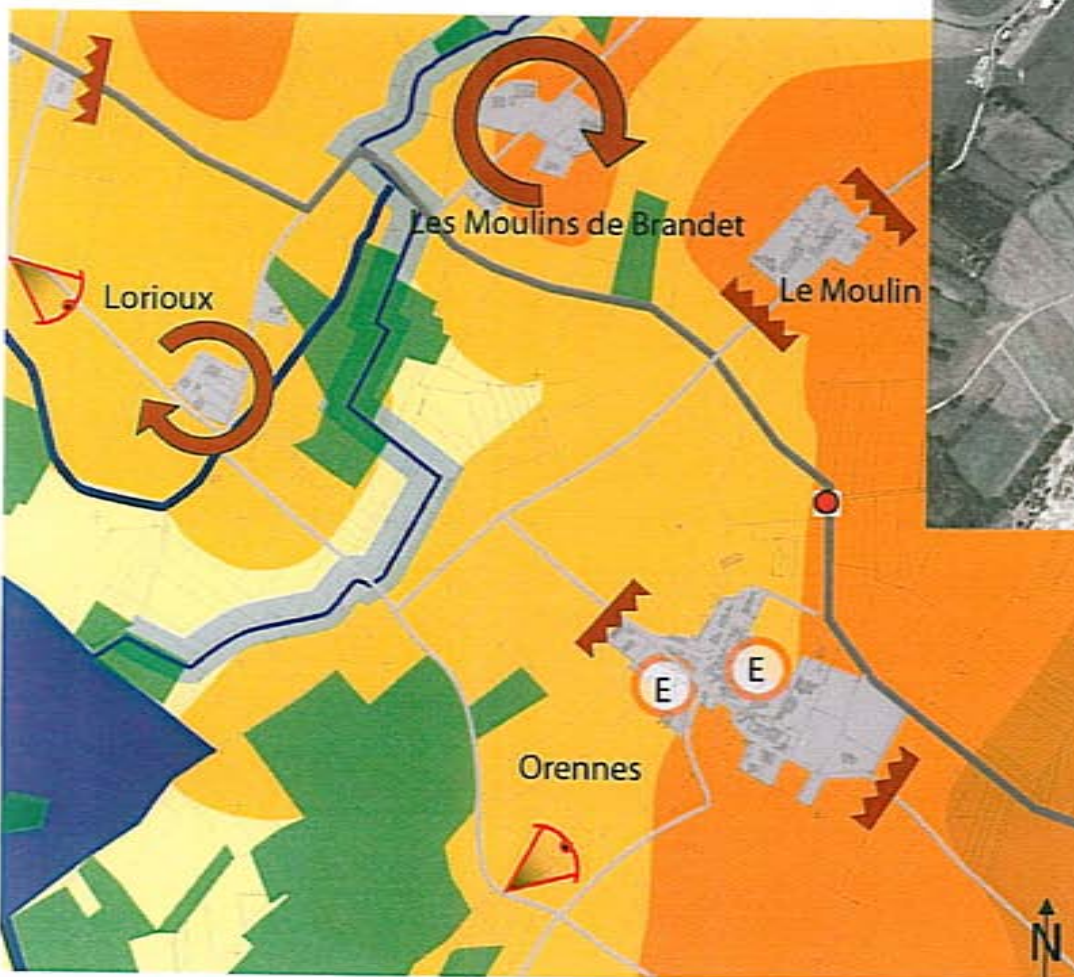 Les Moulins de Brandet
Lorioux
Le Moulin
E
E
Orennes
N